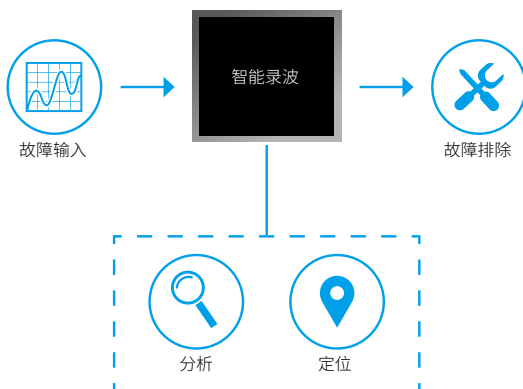 智能录波
故障输入
故障排除
分析
定位